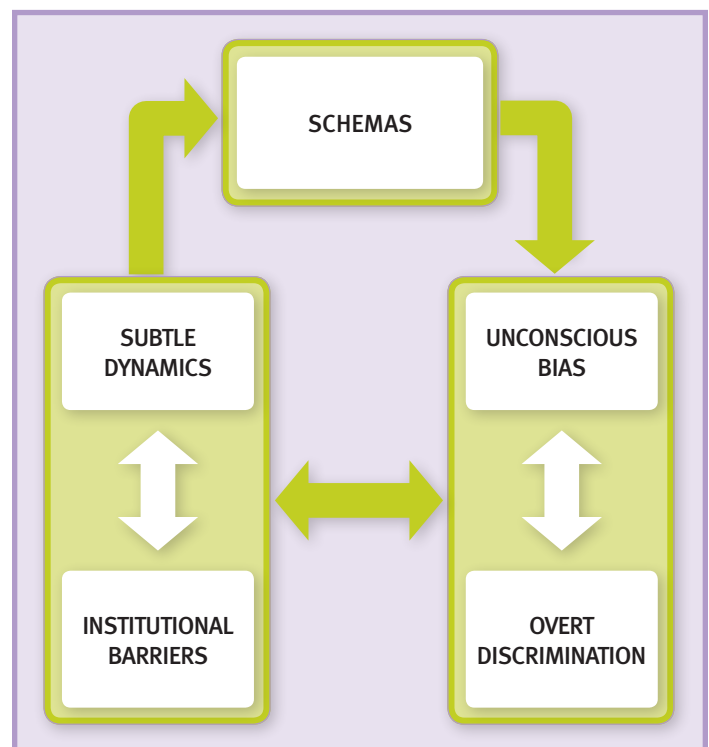 SCHEMAS
SUBTLE
DYNAMICS
UNCONSCIOUS
BIAS
INSTITUTIONAL
BARRIERS
OVERT
DISCRIMINATION